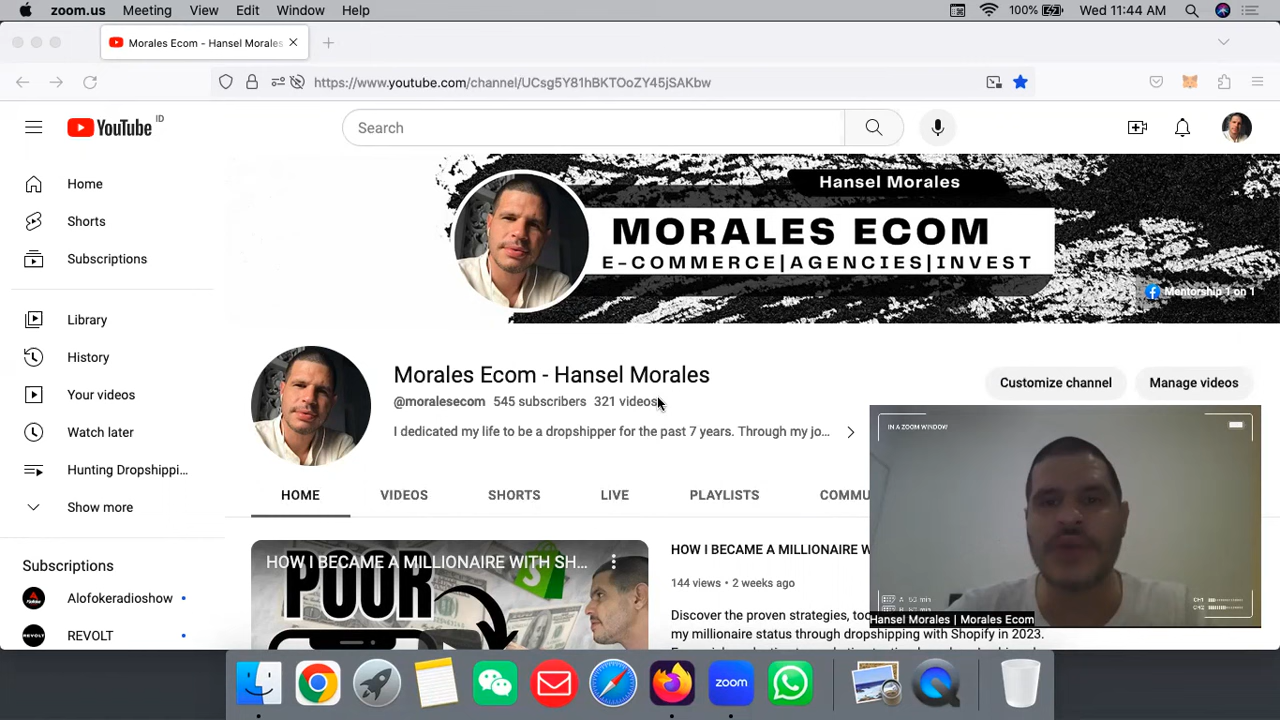 zoom.us Meeting View Edit Window Help 100% Wed 11:44 AM
Morales Ecom - Hansel Morales
https://www.youtube.com/channel/UCsg5Y81hBKTOoZY45jSAKbw
YouTube ID
Search
Home
Shorts
Subscriptions
Library
History
Your videos
Watch later
Hunting Dropshippi...
Show more
Subscriptions
Alofokeradioshow
REVOLT
Hansel Morales
MORALES ECOM
E-COMMERCE|AGENCIES|INVEST
Mentorship 1 on 1
Morales Ecom - Hansel Morales
@moralesecom 545 subscribers 321 videos
I dedicated my life to be a dropshipper for the past 7 years. Through my jo...
Customize channel Manage videos
HOME VIDEOS SHORTS LIVE PLAYLISTS COMMU
HOW I BECAME A MILLIONAIRE WITH SH...
POOR
HOW I BECAME A MILLIONAIRE W
144 views • 2 weeks ago
Discover the proven strategies, too
my millionaire status through dropshipping with Shopify in 2023.
IN A ZOOM WINDOW
CH1
CH2
Hansel Morales | Morales Ecom
zoom